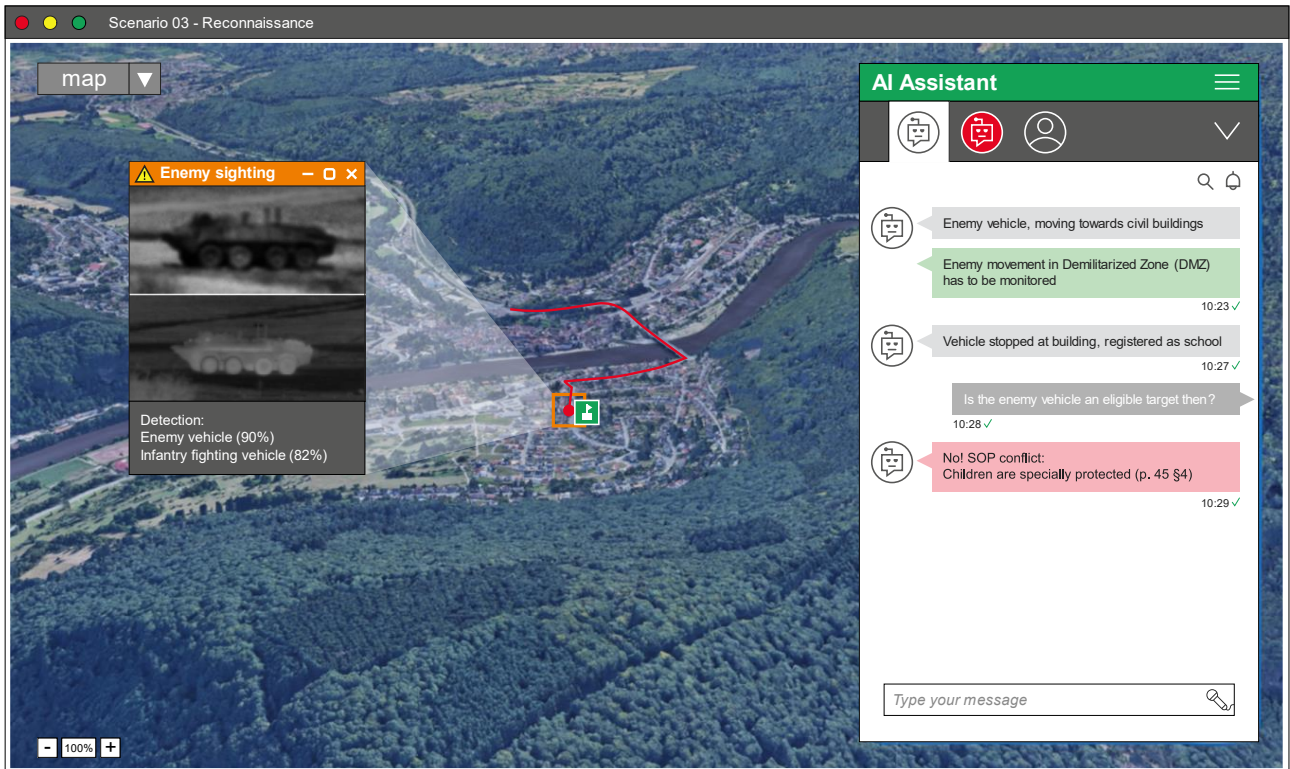 Scenario 03 - Reconnaissance
map
Enemy sighting
Detection:
Enemy vehicle (90%)
Infantry fighting vehicle (82%)
- 100% +
AI Assistant
Enemy vehicle, moving towards civil buildings
Enemy movement in Demilitarized Zone (DMZ)
has to be monitored
10:23 ✓
Vehicle stopped at building, registered as school
10:27 ✓
Is the enemy vehicle an eligible target then?
10:28 ✓
No! SOP conflict:
Children are specially protected (p. 45 §4)
10:29 ✓
Type your message